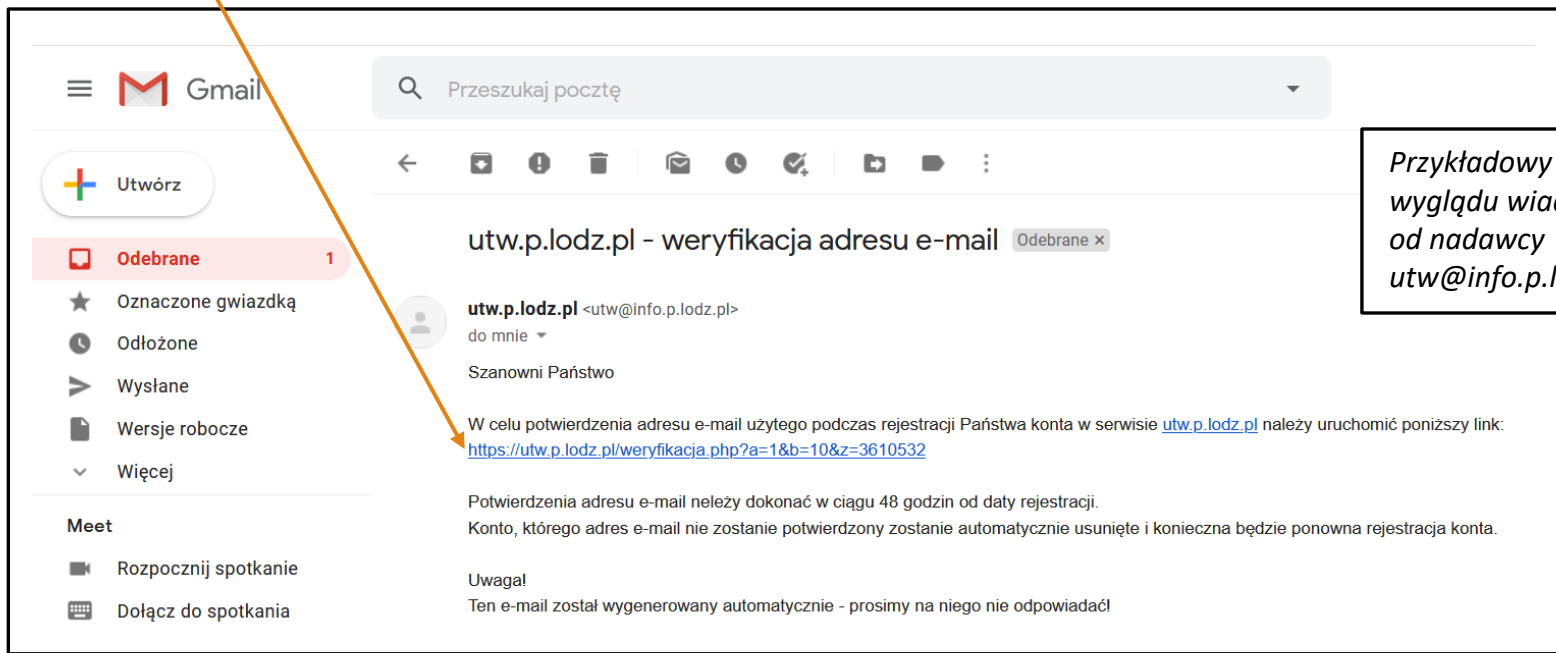 Gmail
Przeszukaj pocztę
Utwórz
Odebrane 1
Oznaczone gwiazdką
Odłożone
Wysłane
Wersje robocze
Więcej
Meet
Rozpocznij spotkanie
Dołącz do spotkania
utw.p.lodz.pl - weryfikacja adresu e-mail Odebrane ×
utw.p.lodz.pl <utw@info.p.lodz.pl>
do mnie
Szanowni Państwo
W celu potwierdzenia adresu e-mail użytego podczas rejestracji Państwa konta w serwisie utw.p.lodz.pl należy uruchomić poniższy link:
https://utw.p.lodz.pl/weryfikacja.php?a=1&b=10&z=3610532
Potwierdzenia adresu e-mail neleży dokonać w ciągu 48 godzin od daty rejestracji.
Konto, którego adres e-mail nie zostanie potwierdzony zostanie automatycznie usunięte i konieczna będzie ponowna rejestracja konta.
Uwaga!
Ten e-mail został wygenerowany automatycznie - prosimy na niego nie odpowiadać!
Przykładowy
wyglądu
od nadawcy